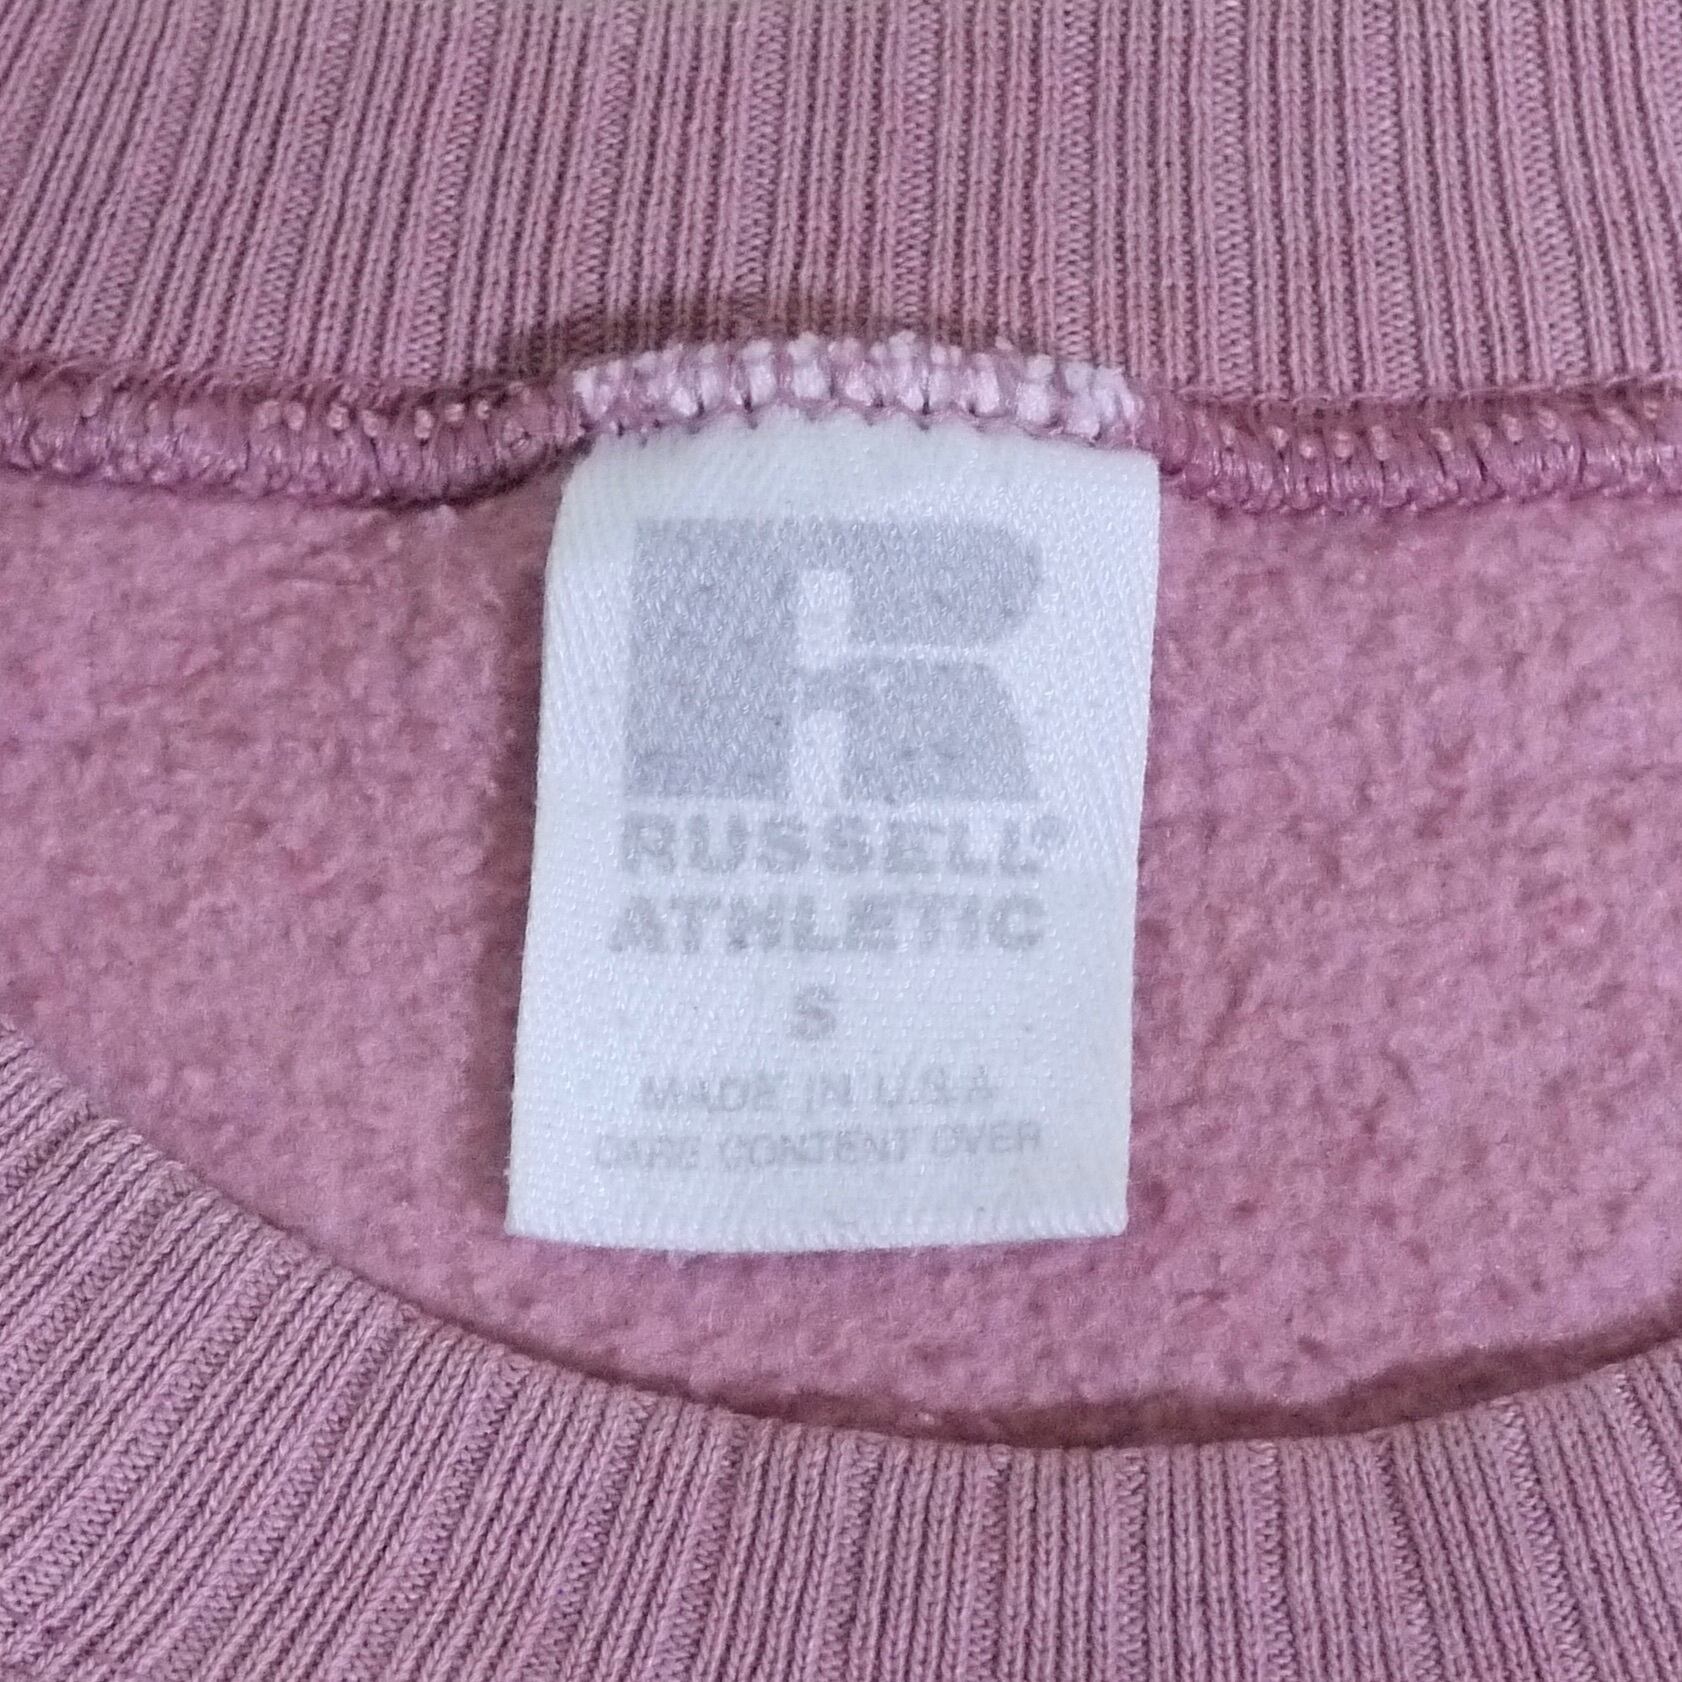 R
RUSSELL®
ATHLETIC
S
MADE IN U.S.A
CARE CONTENT OVER